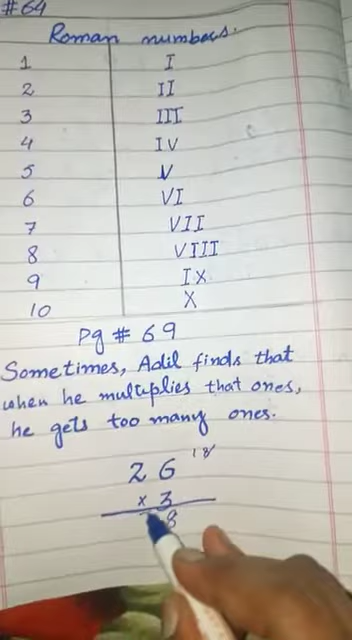 #64
Roman numbers.
1 I
2 II
3 III
4 IV
5 V
6 VI
7 VII
8 VIII
9 IX
10 X
Pg # 69
Sometimes, Adil finds that
when he multiplies that ones,
he gets too many ones.
18
26
x 3
8